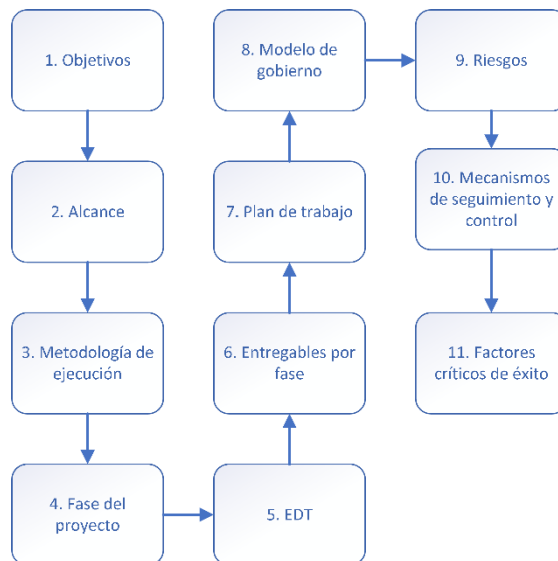 1. Objetivos
2. Alcance
3. Metodología de
ejecución
4. Fase del
proyecto
5. EDT
6. Entregables por
fase
7. Plan de trabajo
8. Modelo de
gobierno
9. Riesgos
10. Mecanismos
de seguimiento y
control
11. Factores
críticos de éxito